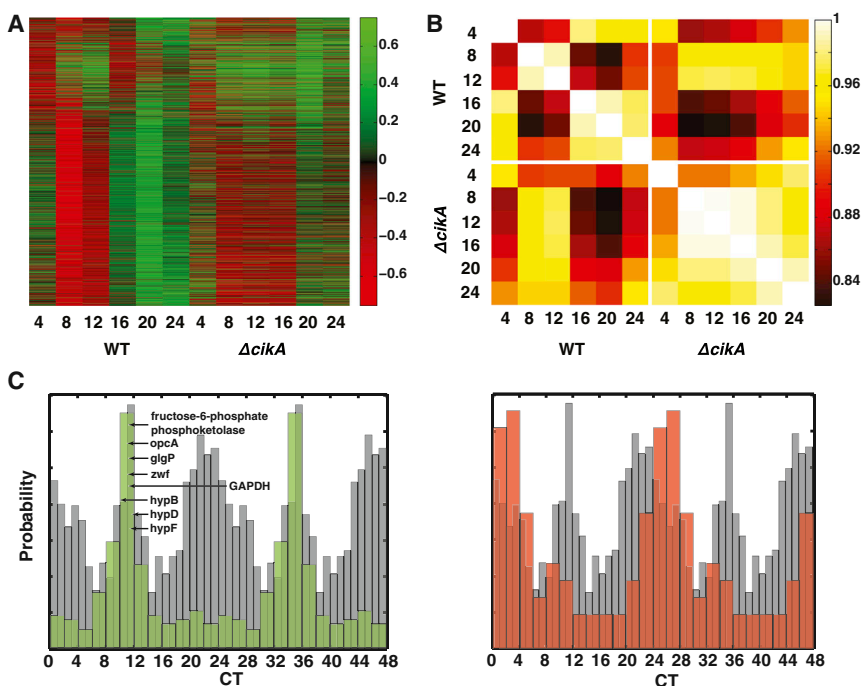 A
0.6
0.4
0.2
0
−0.2
−0.4
−0.6
4 8 12 16 20 24 4 8 12 16 20 24
WT ΔcikA
B
4
8
12
16
20
24
4
8
12
16
20
24
WT
ΔcikA
4 8 12 16 20 24 4 8 12 16 20 24
WT ΔcikA
1
0.96
0.92
0.88
0.84
C
Probability
fructose-6-phosphate
phosphoketolase
opcA
glgP
zwf
GAPDH
hypB
hypD
hypF
0 4 8 12 16 20 24 28 32 36 40 44 48
CT
0 4 8 12 16 20 24 28 32 36 40 44 48
CT